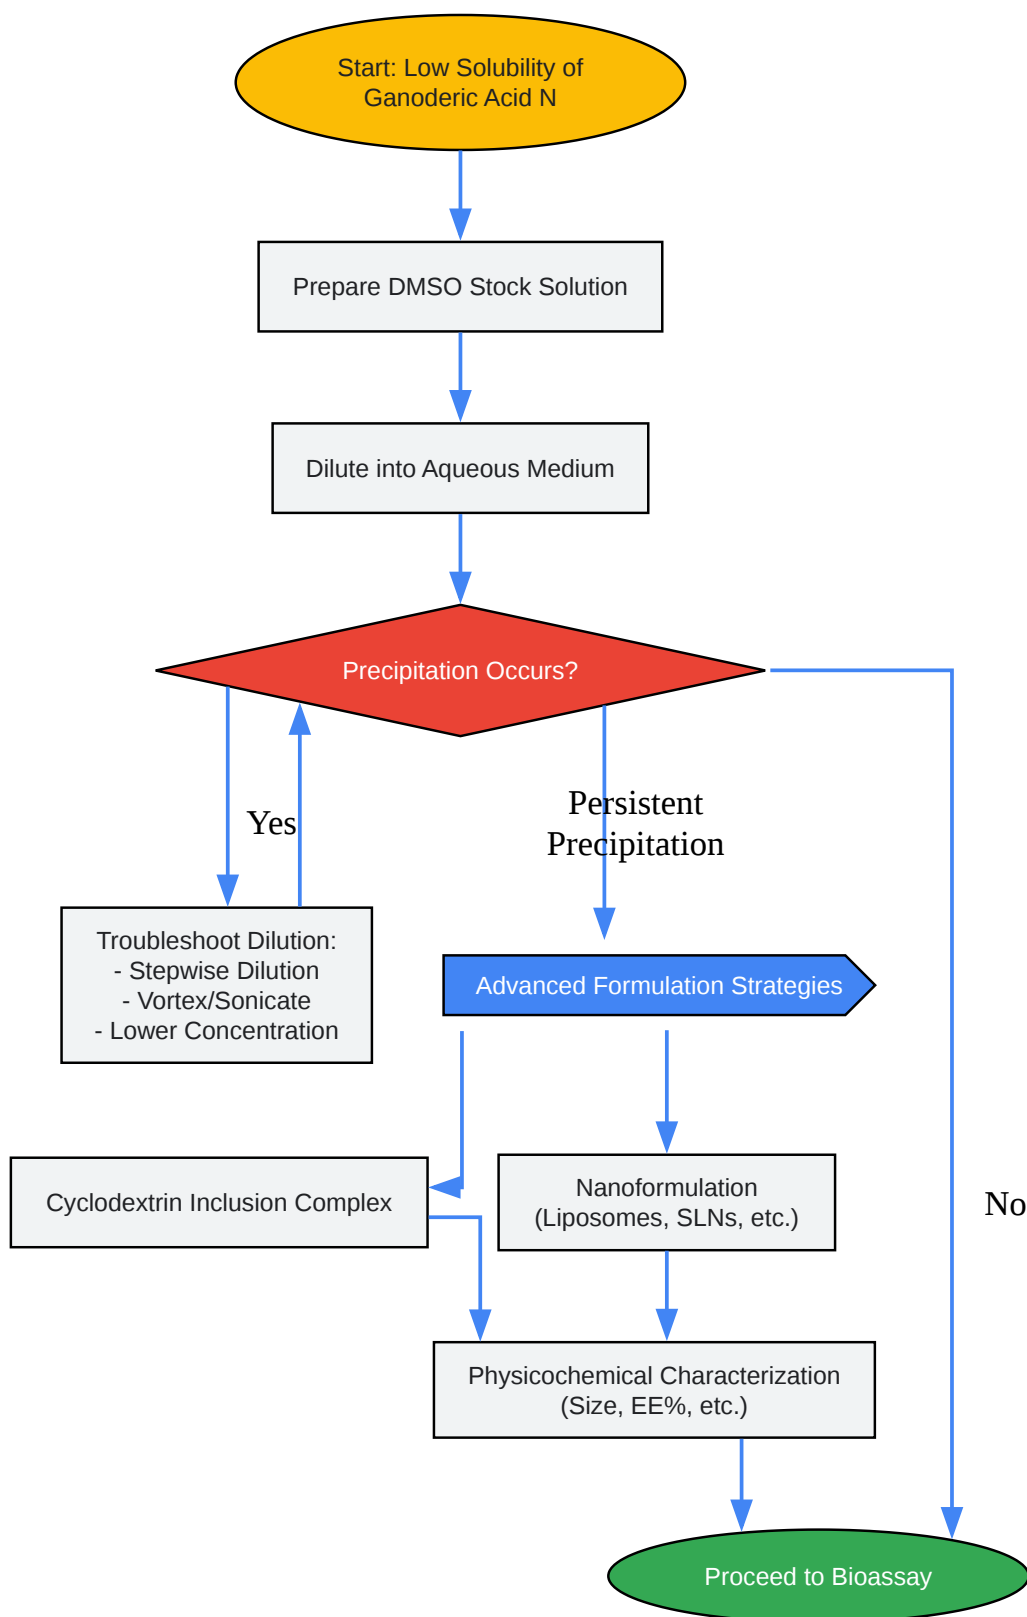 Start: Low Solubility of
Ganoderic Acid N
Prepare DMSO Stock Solution
Dilute into Aqueous Medium
Precipitation Occurs?
Yes
Persistent
Precipitation
Troubleshoot Dilution:
- Stepwise Dilution
- Vortex/Sonicate
- Lower Concentration
Advanced Formulation Strategies
Cyclodextrin Inclusion Complex
Nanoformulation
(Liposomes, SLNs, etc.)
No
Physicochemical Characterization
(Size, EE%, etc.)
Proceed to Bioassay